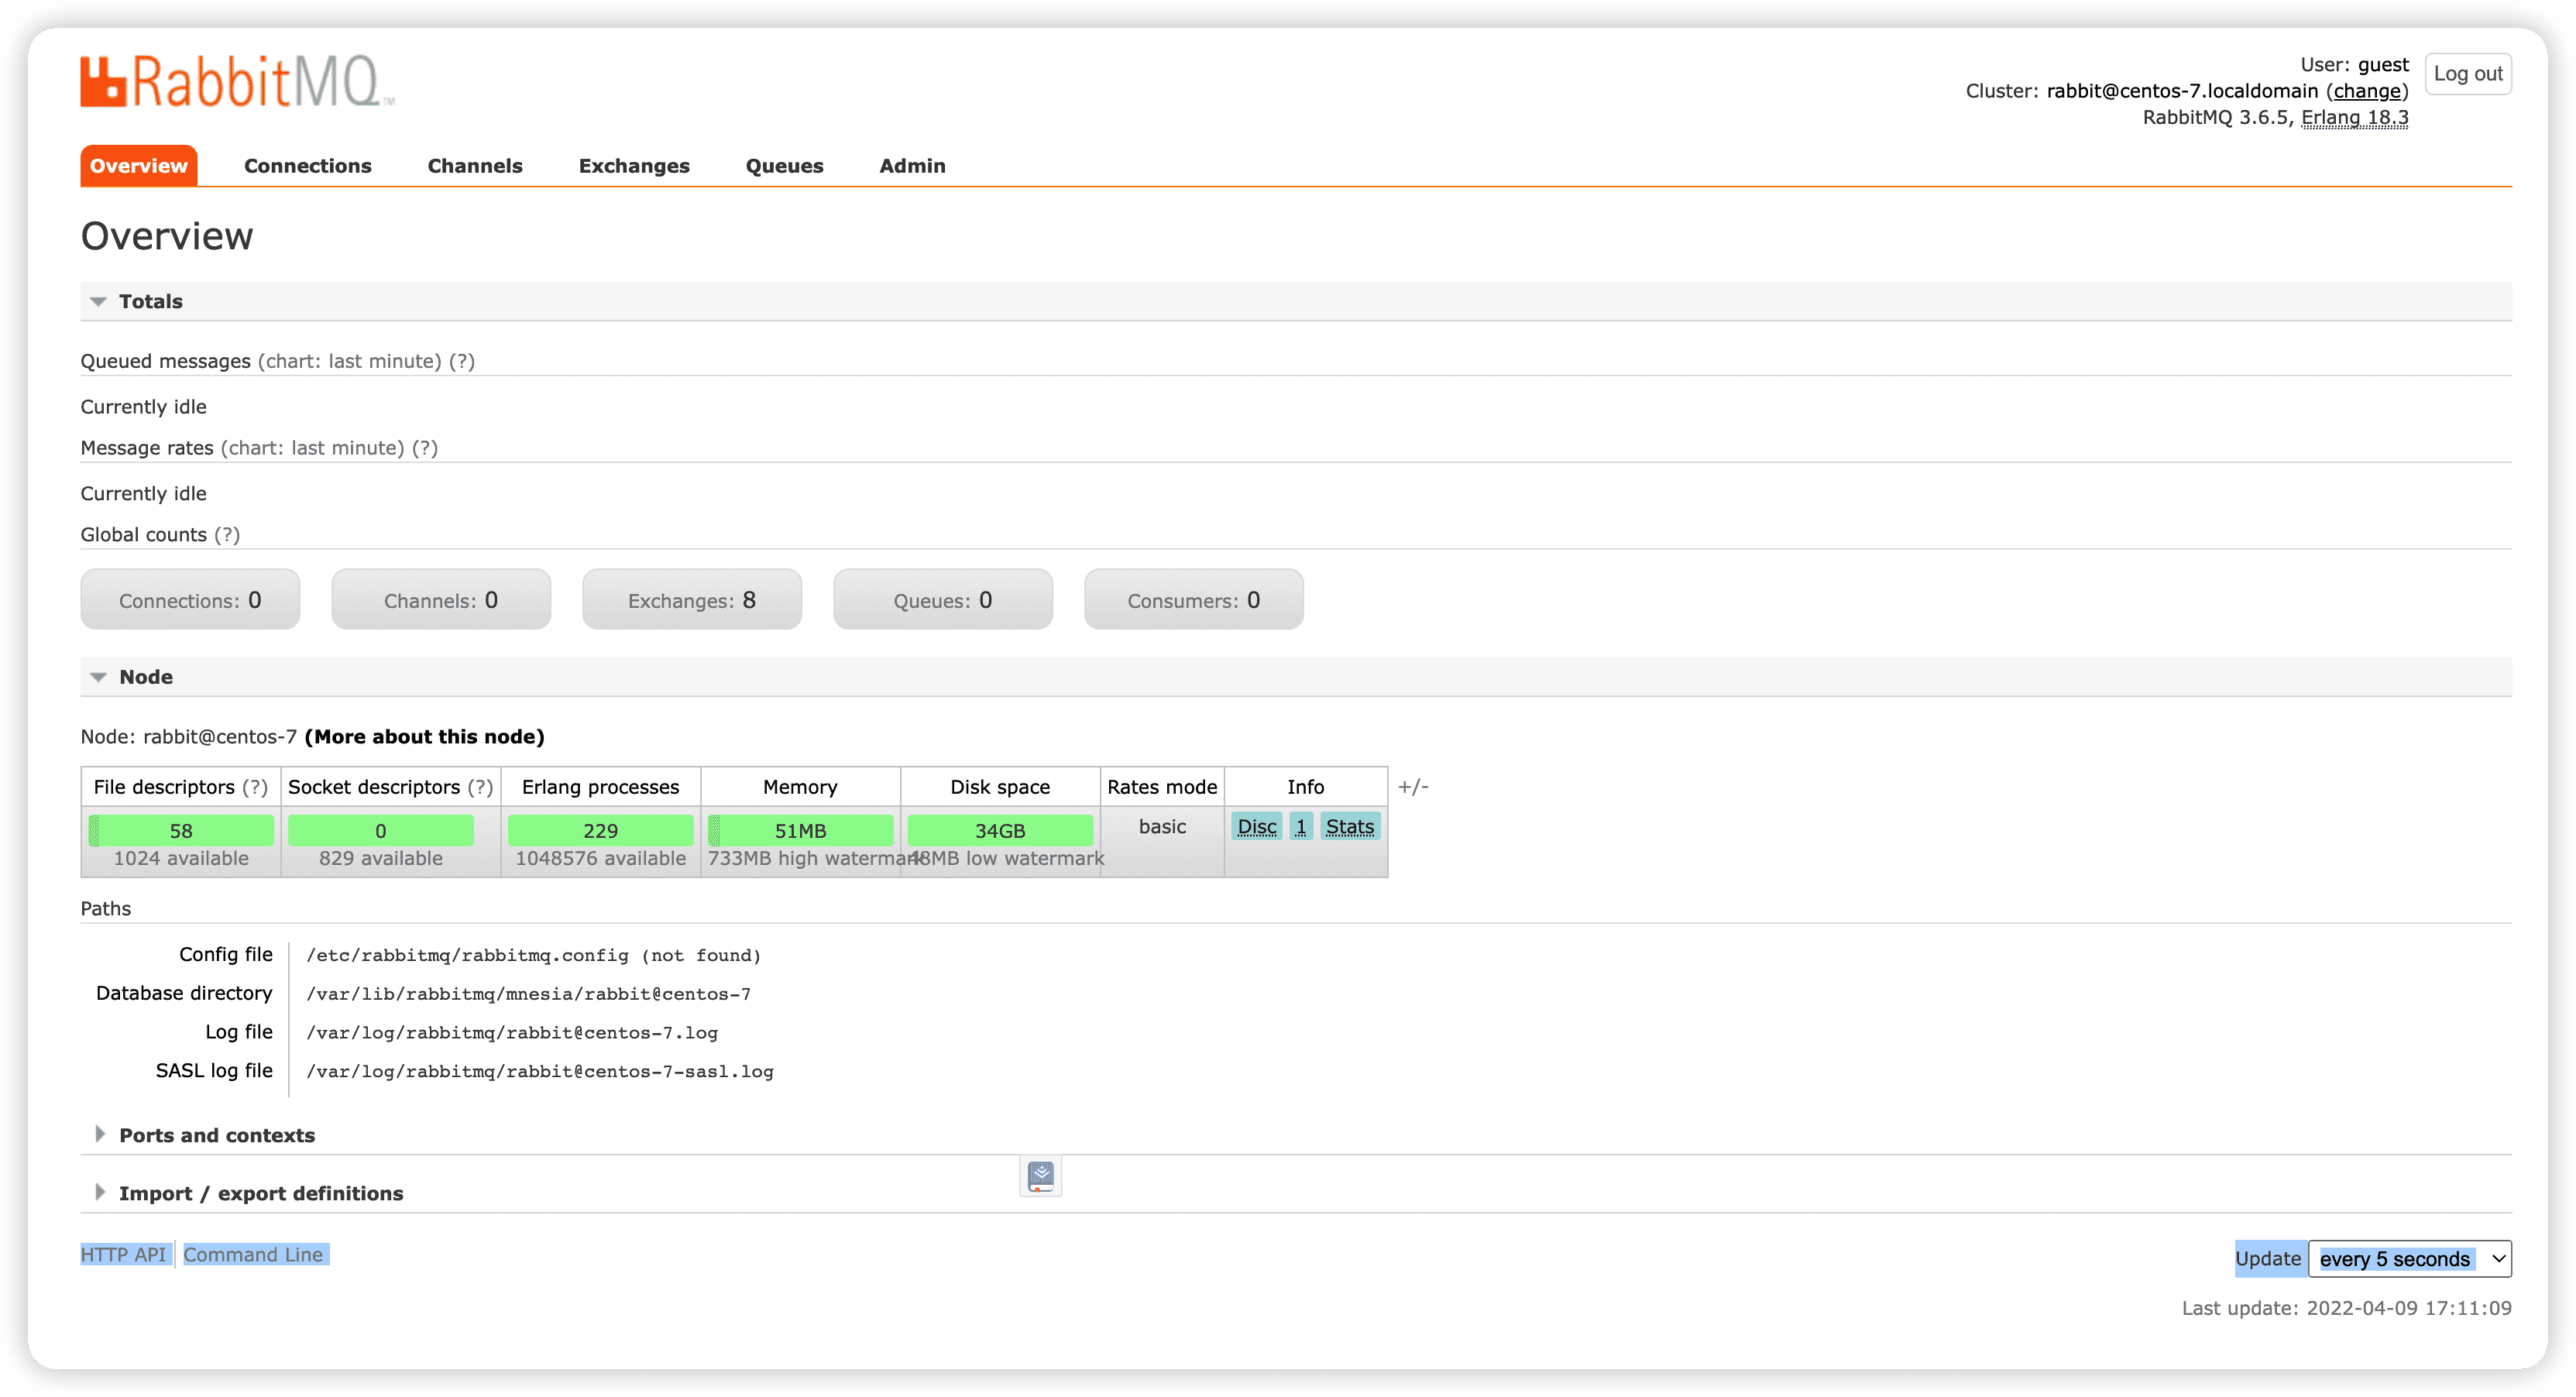 RabbitMQ™
User: guest
Log out
Cluster: rabbit@centos-7.localdomain (change)
RabbitMQ 3.6.5, Erlang 18.3
Overview Connections Channels Exchanges Queues Admin
Overview
Totals
Queued messages (chart: last minute) (?)
Currently idle
Message rates (chart: last minute) (?)
Currently idle
Global counts (?)
Connections: 0 Channels: 0 Exchanges: 8 Queues: 0 Consumers: 0
Node
Node: rabbit@centos-7 (More about this node)
File descriptors (?) Socket descriptors (?) Erlang processes Memory Disk space Rates mode Info +/-
58 0 229 51MB 34GB basic Disc 1 Stats
1024 available 829 available 1048576 available 733MB high watermark 48MB low watermark
Paths
Config file /etc/rabbitmq/rabbitmq.config (not found)
Database directory /var/lib/rabbitmq/mnesia/rabbit@centos-7
Log file /var/log/rabbitmq/rabbit@centos-7.log
SASL log file /var/log/rabbitmq/rabbit@centos-7-sasl.log
Ports and contexts
Import / export definitions
HTTP API Command Line
Update every 5 seconds
Last update: 2022-04-09 17:11:09